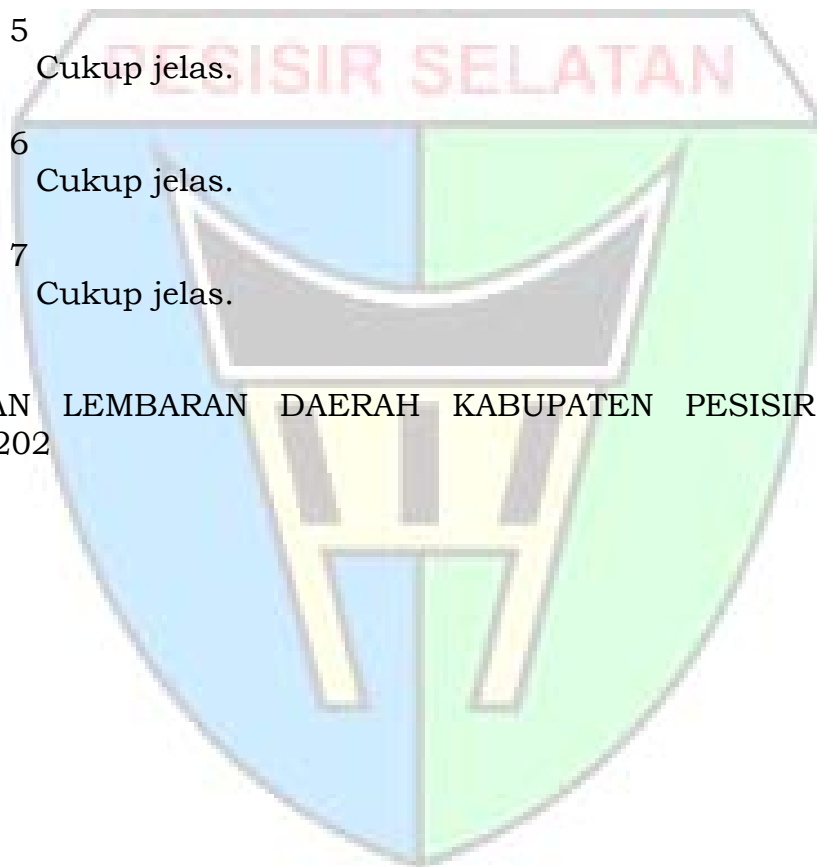 PESISIR SELATAN
5
Cukup jelas.
6
Cukup jelas.
7
Cukup jelas.
AN LEMBARAN DAERAH KABUPATEN PESISIR
202